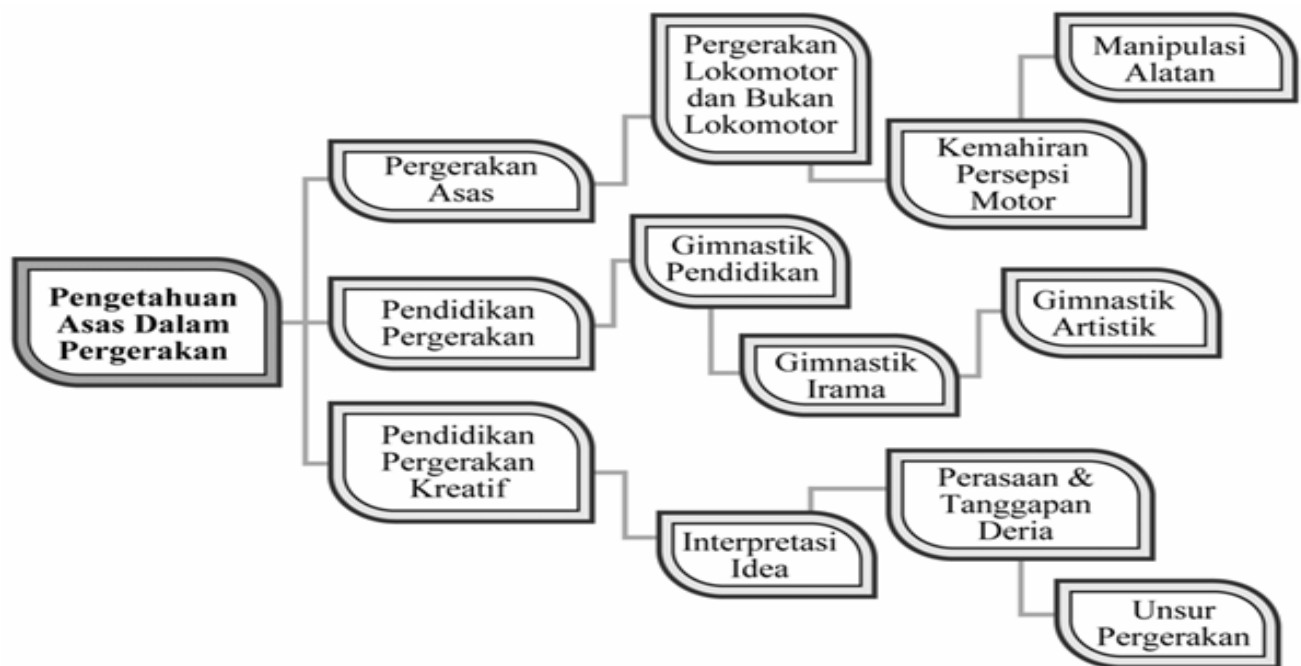 Pengetahuan
Asas Dalam
Pergerakan
Pergerakan
Asas
Pergerakan
Lokomotor
dan Bukan
Lokomotor
Kemahiran
Persepsi
Motor
Manipulasi
Alatan
Pendidikan
Pergerakan
Gimnastik
Pendidikan
Gimnastik
Irama
Gimnastik
Artistik
Pendidikan
Pergerakan
Kreatif
Interpretasi
Idea
Perasaan &
Tanggapan
Deria
Unsur
Pergerakan